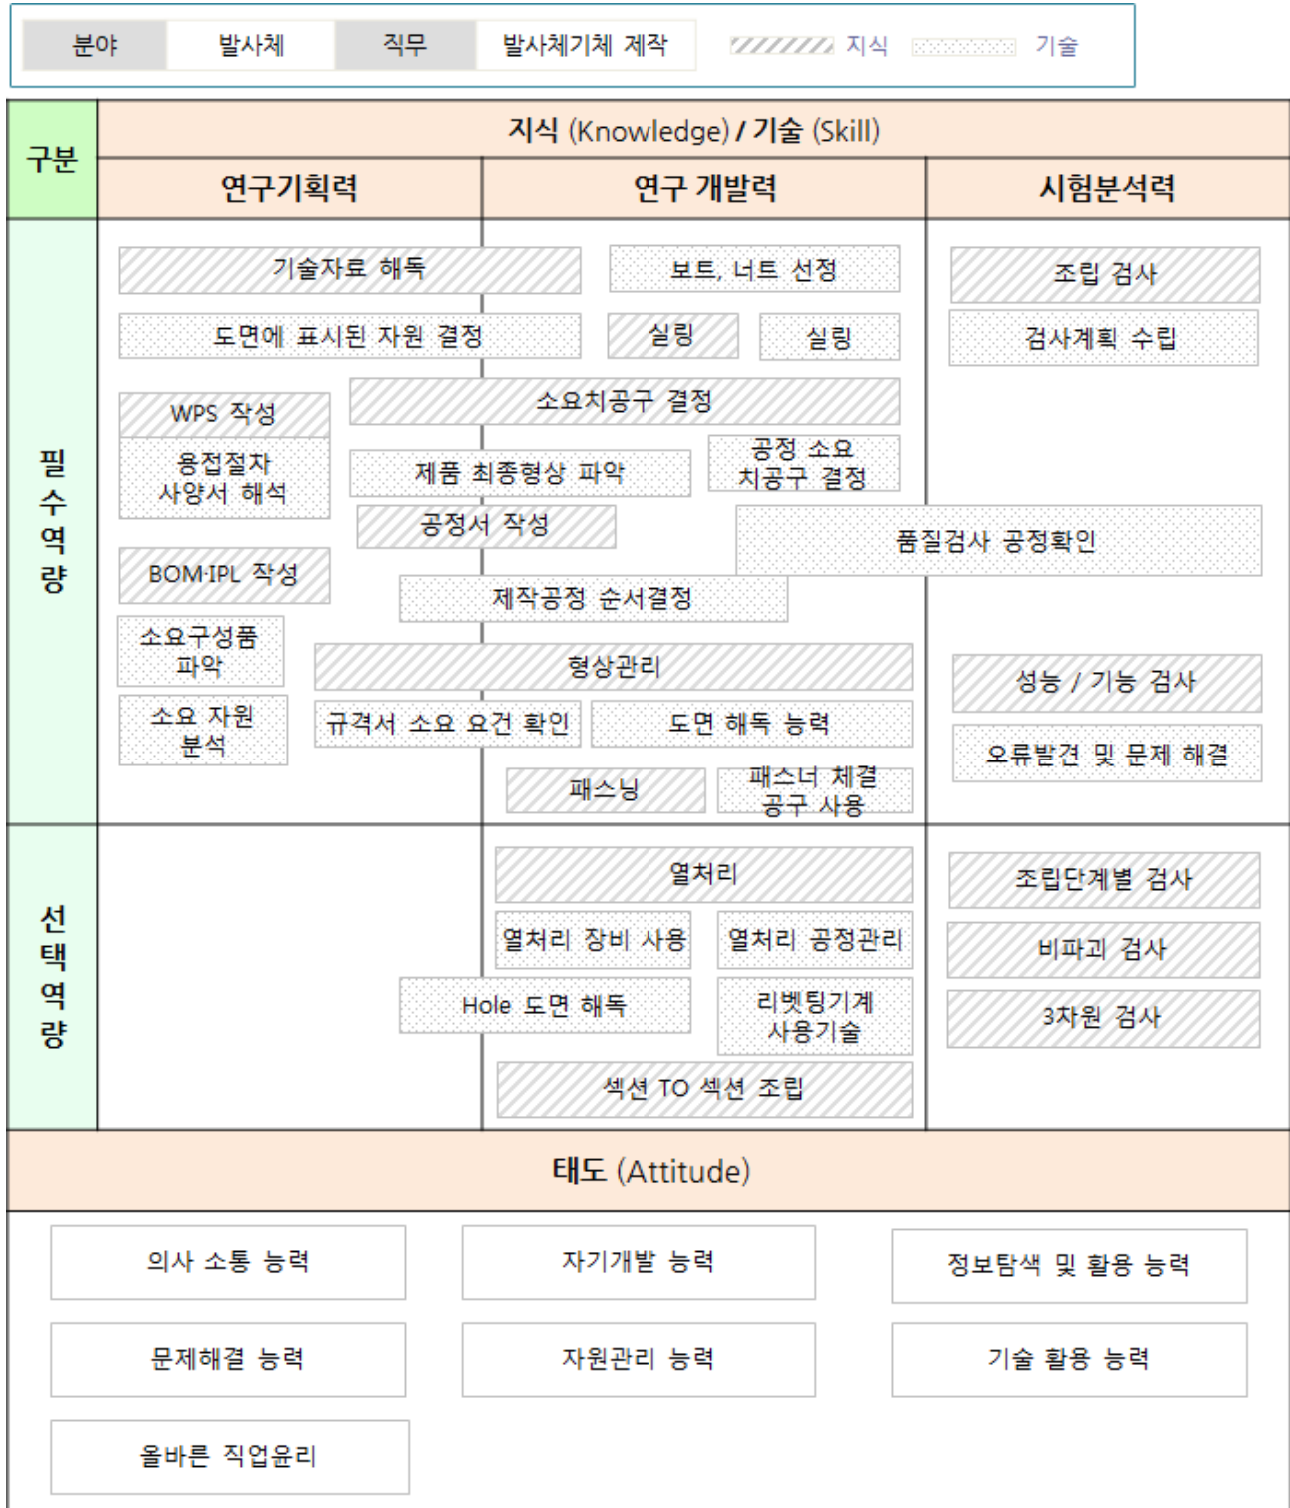 분야 발사체 직무 발사체기체 제작 지식 기술
구분
지식 (Knowledge) / 기술 (Skill)
연구기획력 연구 개발력 시험분석력
필수역량
기술자료 해독
보트, 너트 선정
조립 검사
도면에 표시된 자원 결정
실링
실링
검사계획 수립
WPS 작성
소요치공구 결정
용접절차
사양서 해석
제품 최종형상 파악
공정 소요
치공구 결정
공정서 작성
품질검사 공정확인
BOM·IPL 작성
제작공정 순서결정
소요구성품
파악
형상관리
성능 / 기능 검사
소요 자원
분석
규격서 소요 요건 확인
도면 해독 능력
오류발견 및 문제 해결
패스닝
패스너 체결
공구 사용
선택역량
열처리
조립단계별 검사
열처리 장비 사용
열처리 공정관리
비파괴 검사
Hole 도면 해독
리벳팅기계
사용기술
3차원 검사
섹션 TO 섹션 조립
태도 (Attitude)
의사 소통 능력
자기개발 능력
정보탐색 및 활용 능력
문제해결 능력
자원관리 능력
기술 활용 능력
올바른 직업윤리